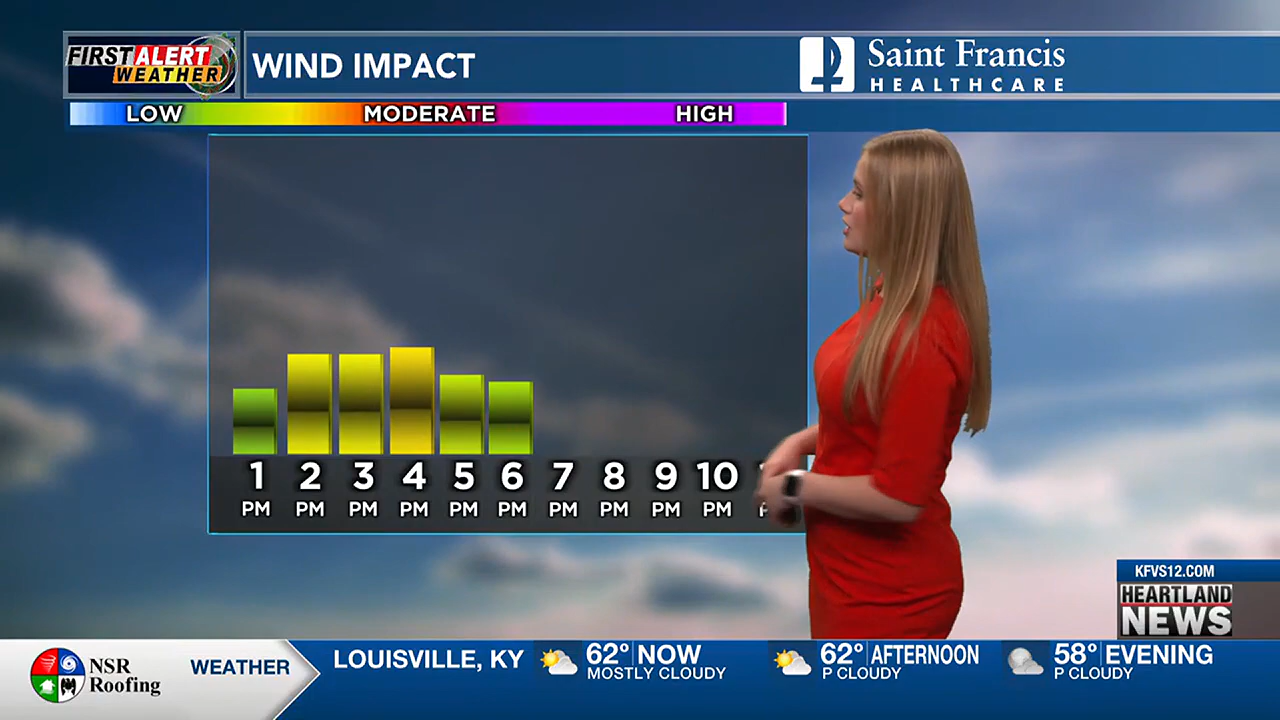 FIRST ALERT
WEATHER
WIND IMPACT
Saint Francis
HEALTHCARE
LOW
MODERATE
HIGH
1 2 3 4 5 6 7 8 9 10
PM PM PM PM PM PM PM PM PM PM
KFVS12.COM
HEARTLAND
NEWS
NSR
Roofing
WEATHER
LOUISVILLE, KY
62° NOW
MOSTLY CLOUDY
62° AFTERNOON
P CLOUDY
58° EVENING
P CLOUDY